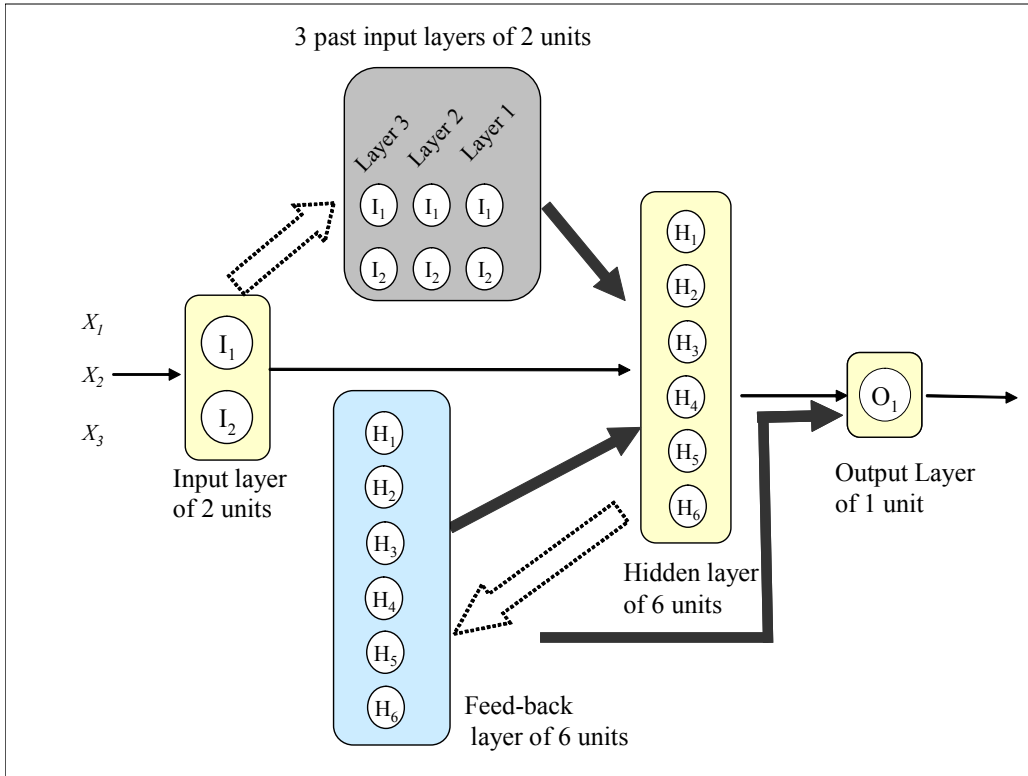 3 past input layers of 2 units
Layer 3
Layer 2
Layer 1
I₁ I₁ I₁
I₂ I₂ I₂
X₁
X₂
X₃
I₁
I₂
Input layer
of 2 units
H₁
H₂
H₃
H₄
H₅
H₆
Feed-back
layer of 6 units
H₁
H₂
H₃
H₄
H₅
H₆
Hidden layer
of 6 units
O₁
Output Layer
of 1 unit